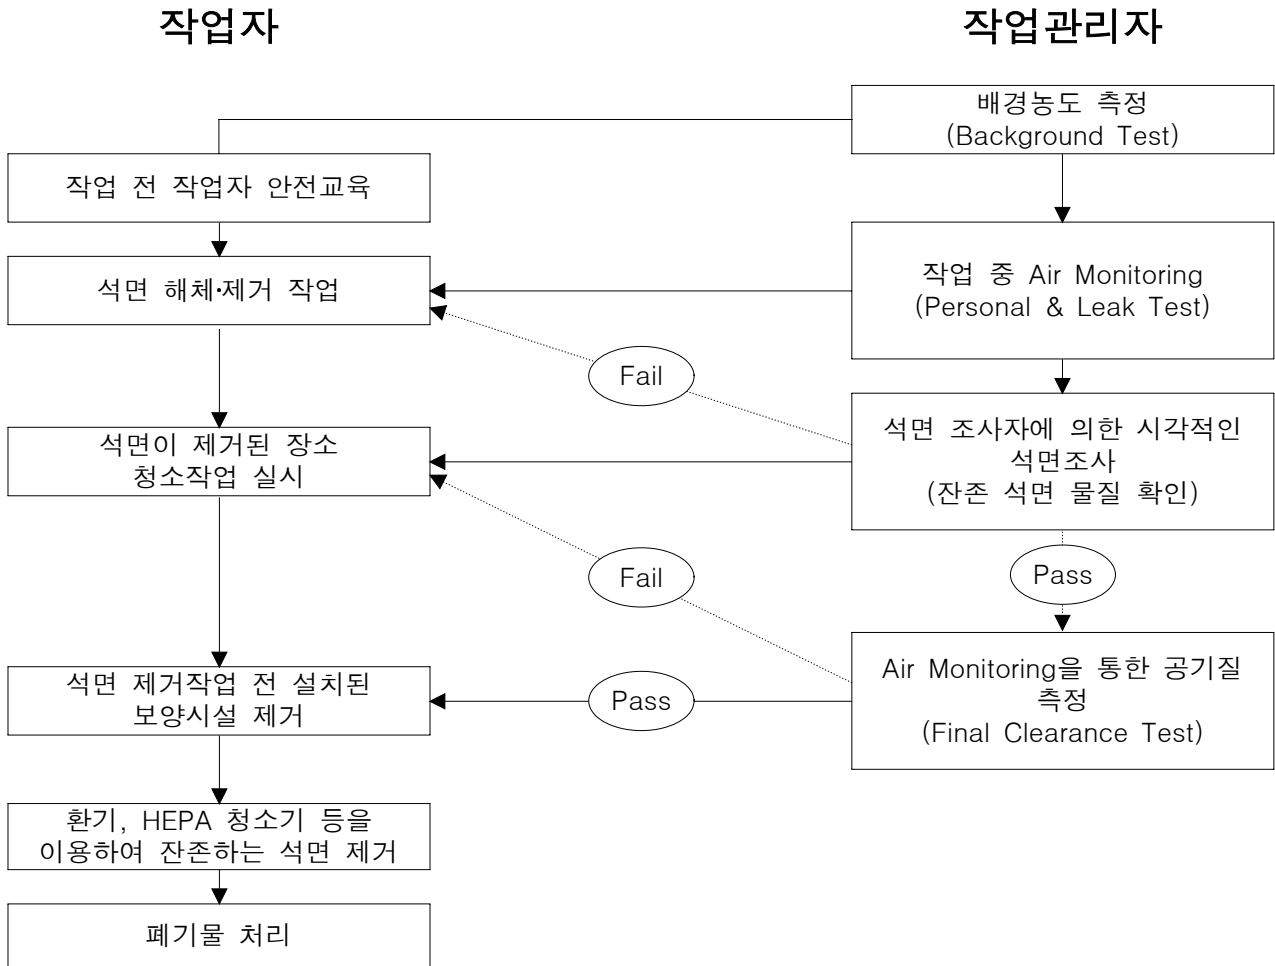 작업자
작업관리자
배경농도 측정
(Background Test)
작업 전 작업자 안전교육
석면 해체·제거 작업
작업 중 Air Monitoring
(Personal & Leak Test)
Fail
석면이 제거된 장소
청소작업 실시
석면 조사자에 의한 시각적인
석면조사
(잔존 석면 물질 확인)
Fail
Pass
석면 제거작업 전 설치된
보양시설 제거
Pass
Air Monitoring을 통한 공기질
측정
(Final Clearance Test)
환기, HEPA 청소기 등을
이용하여 잔존하는 석면 제거
폐기물 처리